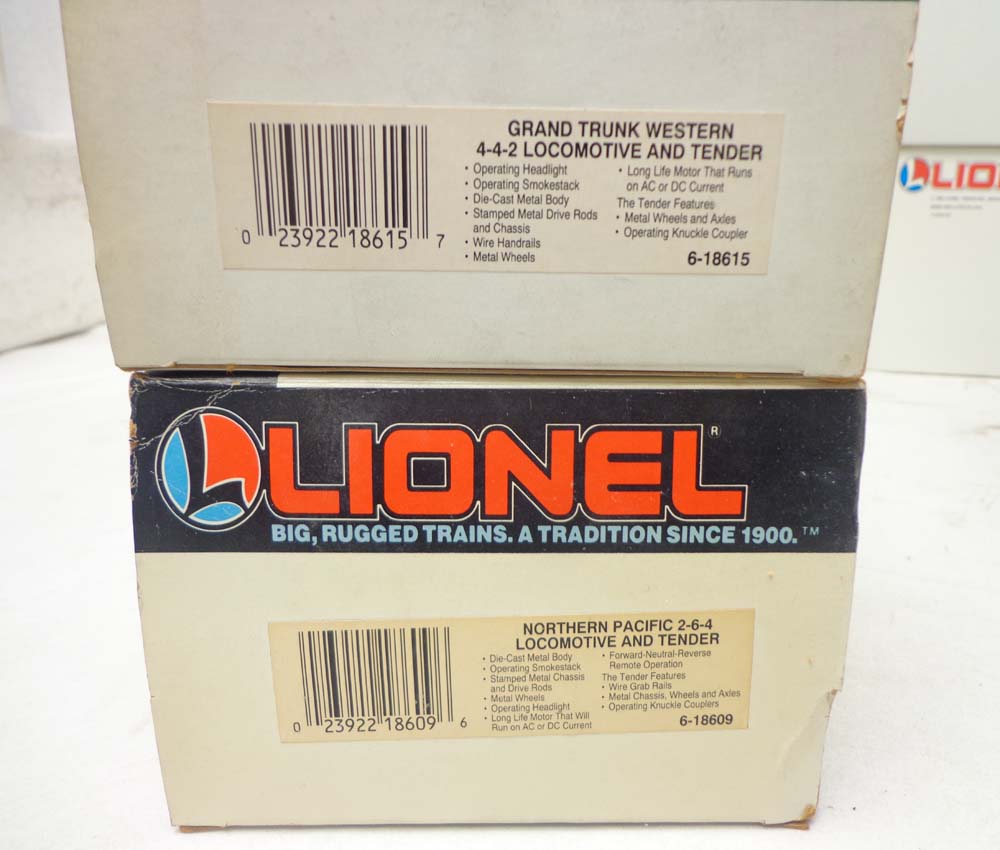 GRAND TRUNK WESTERN
4-4-2 LOCOMOTIVE AND TENDER
• Operating Headlight
• Operating Smokestack
• Die-Cast Metal Body
• Stamped Metal Drive Rods
and Chassis
• Wire Handrails
• Metal Wheels
• Long Life Motor That Runs
on AC or DC Current
The Tender Features
• Metal Wheels and Axles
• Operating Knuckle Coupler
6-18615
0 23922 18615 7
LIO
LIONEL®
BIG, RUGGED TRAINS. A TRADITION SINCE 1900.™
NORTHERN PACIFIC 2-6-4
LOCOMOTIVE AND TENDER
• Die-Cast Metal Body
• Operating Smokestack
• Stamped Metal Chassis
and Drive Rods
• Metal Wheels
• Operating Headlight
• Long Life Motor That Will
Run on AC or DC Current
• Forward-Neutral-Reverse
Remote Operation
The Tender Features
• Wire Grab Rails
• Metal Chassis, Wheels and Axles
• Operating Knuckle Couplers
6-18609
0 23922 18609 6